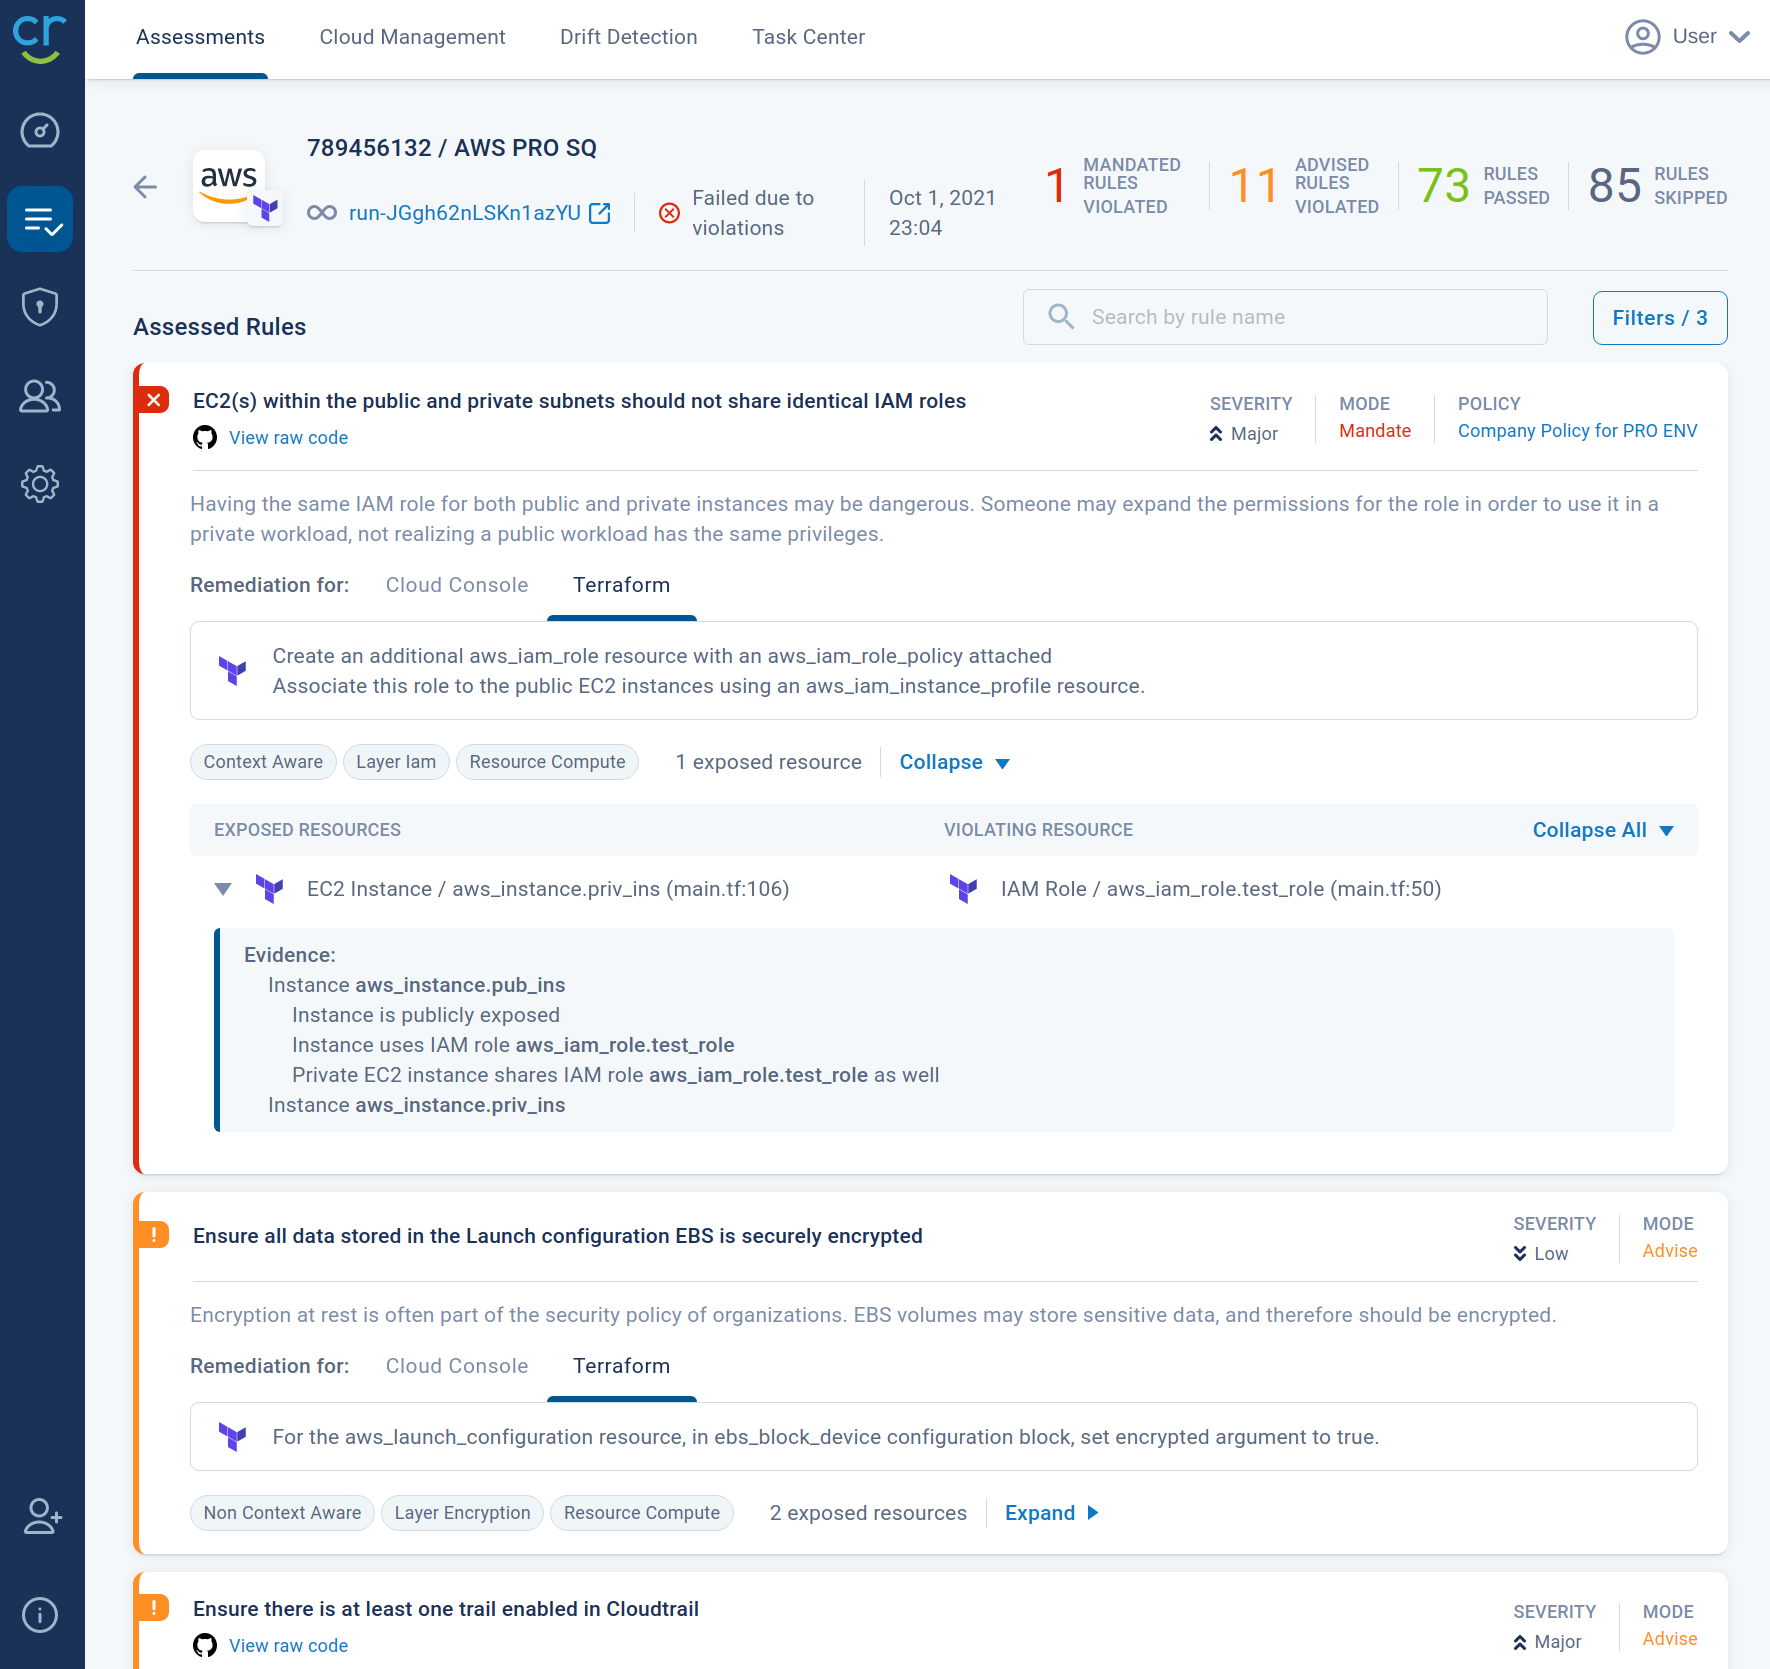 cr
Assessments
Cloud Management
Drift Detection
Task Center
User
aws
789456132 / AWS PRO SQ
run-JGgh62nLSKn1azYU
Failed due to
violations
Oct 1, 2021
23:04
1
MANDATED
RULES
VIOLATED
11
ADVISED
RULES
VIOLATED
73
RULES
PASSED
85
RULES
SKIPPED
Assessed Rules
Search by rule name
Filters / 3
EC2(s) within the public and private subnets should not share identical IAM roles
View raw code
SEVERITY
Major
MODE
Mandate
POLICY
Company Policy for PRO ENV
Having the same IAM role for both public and private instances may be dangerous. Someone may expand the permissions for the role in order to use it in a
private workload, not realizing a public workload has the same privileges.
Remediation for:
Cloud Console
Terraform
Create an additional aws_iam_role resource with an aws_iam_role_policy attached
Associate this role to the public EC2 instances using an aws_iam_instance_profile resource.
Context Aware
Layer Iam
Resource Compute
1 exposed resource
Collapse
EXPOSED RESOURCES
VIOLATING RESOURCE
Collapse All
EC2 Instance / aws_instance.priv_ins (main.tf:106)
IAM Role / aws_iam_role.test_role (main.tf:50)
Evidence:
Instance aws_instance.pub_ins
Instance is publicly exposed
Instance uses IAM role aws_iam_role.test_role
Private EC2 instance shares IAM role aws_iam_role.test_role as well
Instance aws_instance.priv_ins
Ensure all data stored in the Launch configuration EBS is securely encrypted
SEVERITY
Low
MODE
Advise
Encryption at rest is often part of the security policy of organizations. EBS volumes may store sensitive data, and therefore should be encrypted.
Remediation for:
Cloud Console
Terraform
For the aws_launch_configuration resource, in ebs_block_device configuration block, set encrypted argument to true.
Non Context Aware
Layer Encryption
Resource Compute
2 exposed resources
Expand
Ensure there is at least one trail enabled in Cloudtrail
View raw code
SEVERITY
Major
MODE
Advise